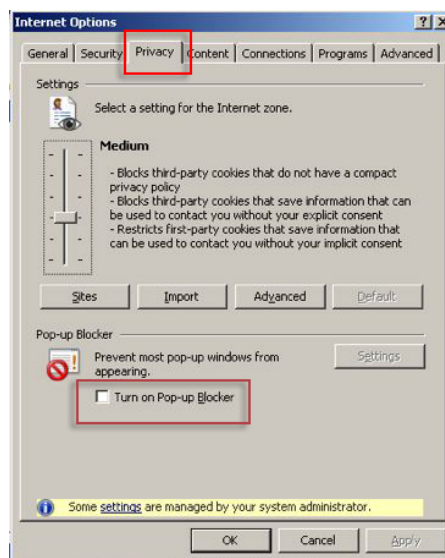 Internet Options
General Security Privacy Content Connections Programs Advanced
Settings
Select a setting for the Internet zone.
Medium
- Blocks third-party cookies that do not have a compact
privacy policy
- Blocks third-party cookies that save information that can
be used to contact you without your explicit consent
- Restricts first-party cookies that save information that
can be used to contact you without your implicit consent
Sites Import Advanced Default
Pop-up Blocker
Prevent most pop-up windows from
appearing.
Settings
Turn on Pop-up Blocker
Some settings are managed by your system administrator.
OK Cancel Apply